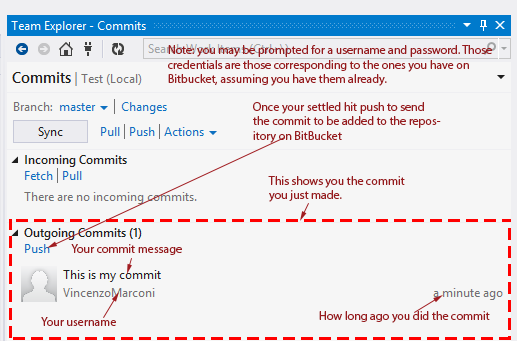 Team Explorer - Commits
Search Work Items (Ctrl+')
Note: you may be prompted for a username and password. Those
credentials are those corresponding to the ones you have on
Bitbucket, assuming you have them already.
Commits | Test (Local)
Branch: master | Changes
Once your settled hit push to send
the commit to be added to the repos-
itory on BitBucket
Sync Pull | Push | Actions
Incoming Commits
Fetch | Pull
There are no incoming commits.
This shows you the commit
you just made.
Outgoing Commits (1)
Push
Your commit message
This is my commit
VincenzoMarconi a minute ago
Your username
How long ago you did the commit